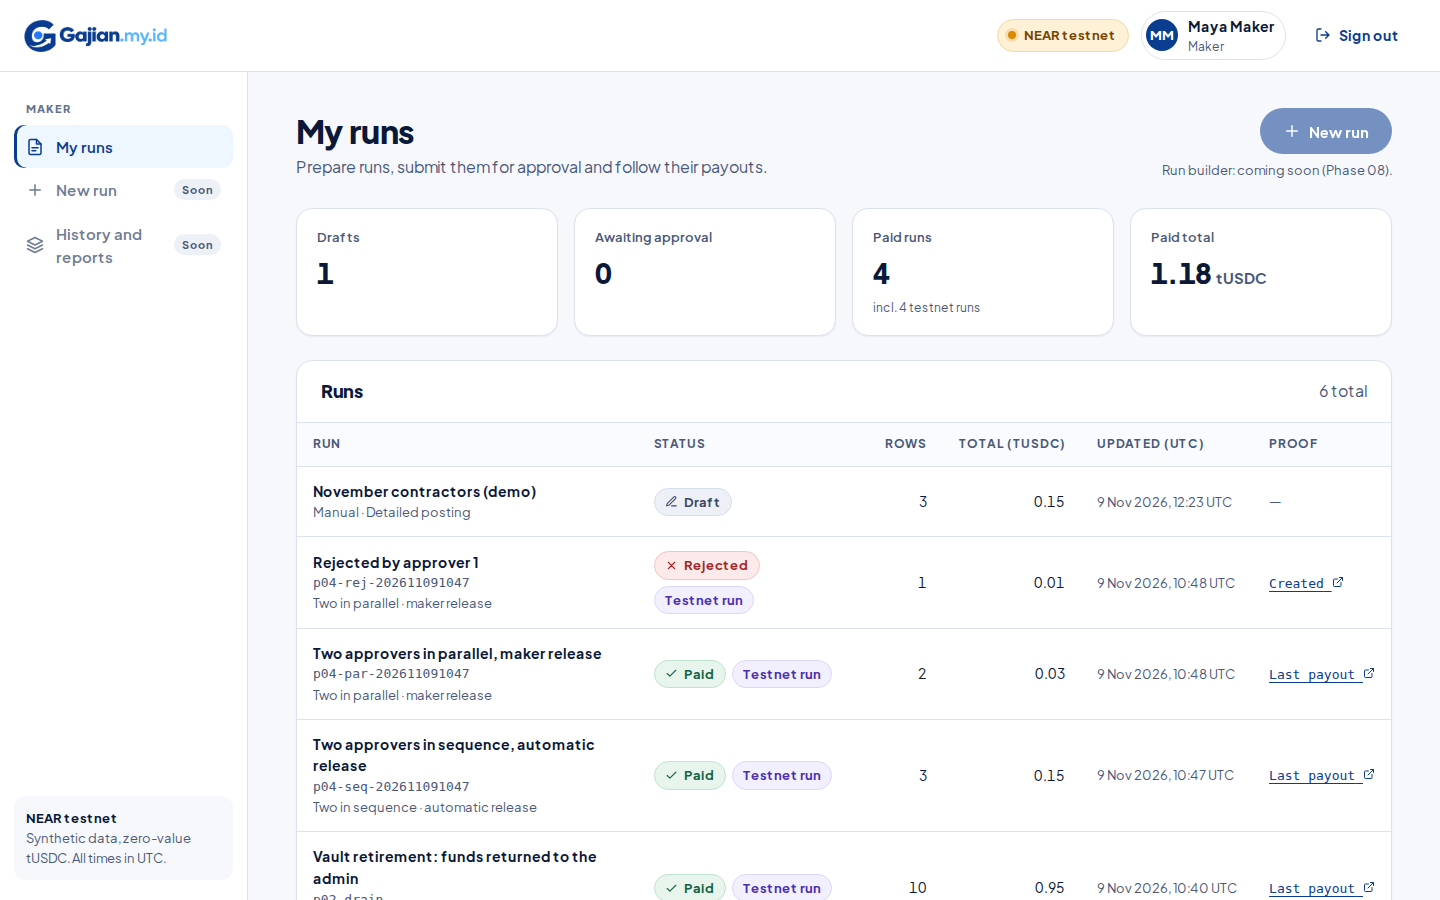 Gajian.my.id
NEAR testnet
MM
Maya Maker
Maker
Sign out
MAKER
My runs
New run
Soon
History and
reports
Soon
NEAR testnet
Synthetic data, zero-value
tUSDC. All times in UTC.
My runs
Prepare runs, submit them for approval and follow their payouts.
New run
Run builder: coming soon (Phase 08).
Drafts
1
Awaiting approval
0
Paid runs
4
incl. 4 testnet runs
Paid total
1.18 tUSDC
Runs
6 total
RUN STATUS ROWS TOTAL (TUSDC) UPDATED (UTC) PROOF
November contractors (demo)
Manual · Detailed posting
Draft
3
0.15
9 Nov 2026, 12:23 UTC
—
Rejected by approver 1
p04-rej-202611091047
Two in parallel · maker release
Rejected
Testnet run
1
0.01
9 Nov 2026, 10:48 UTC
Created
Two approvers in parallel, maker release
p04-par-202611091047
Two in parallel · maker release
Paid
Testnet run
2
0.03
9 Nov 2026, 10:48 UTC
Last payout
Two approvers in sequence, automatic
release
p04-seq-202611091047
Two in sequence · automatic release
Paid
Testnet run
3
0.15
9 Nov 2026, 10:47 UTC
Last payout
Vault retirement: funds returned to the
admin
p02-drain
Paid
Testnet run
10
0.95
9 Nov 2026, 10:40 UTC
Last payout